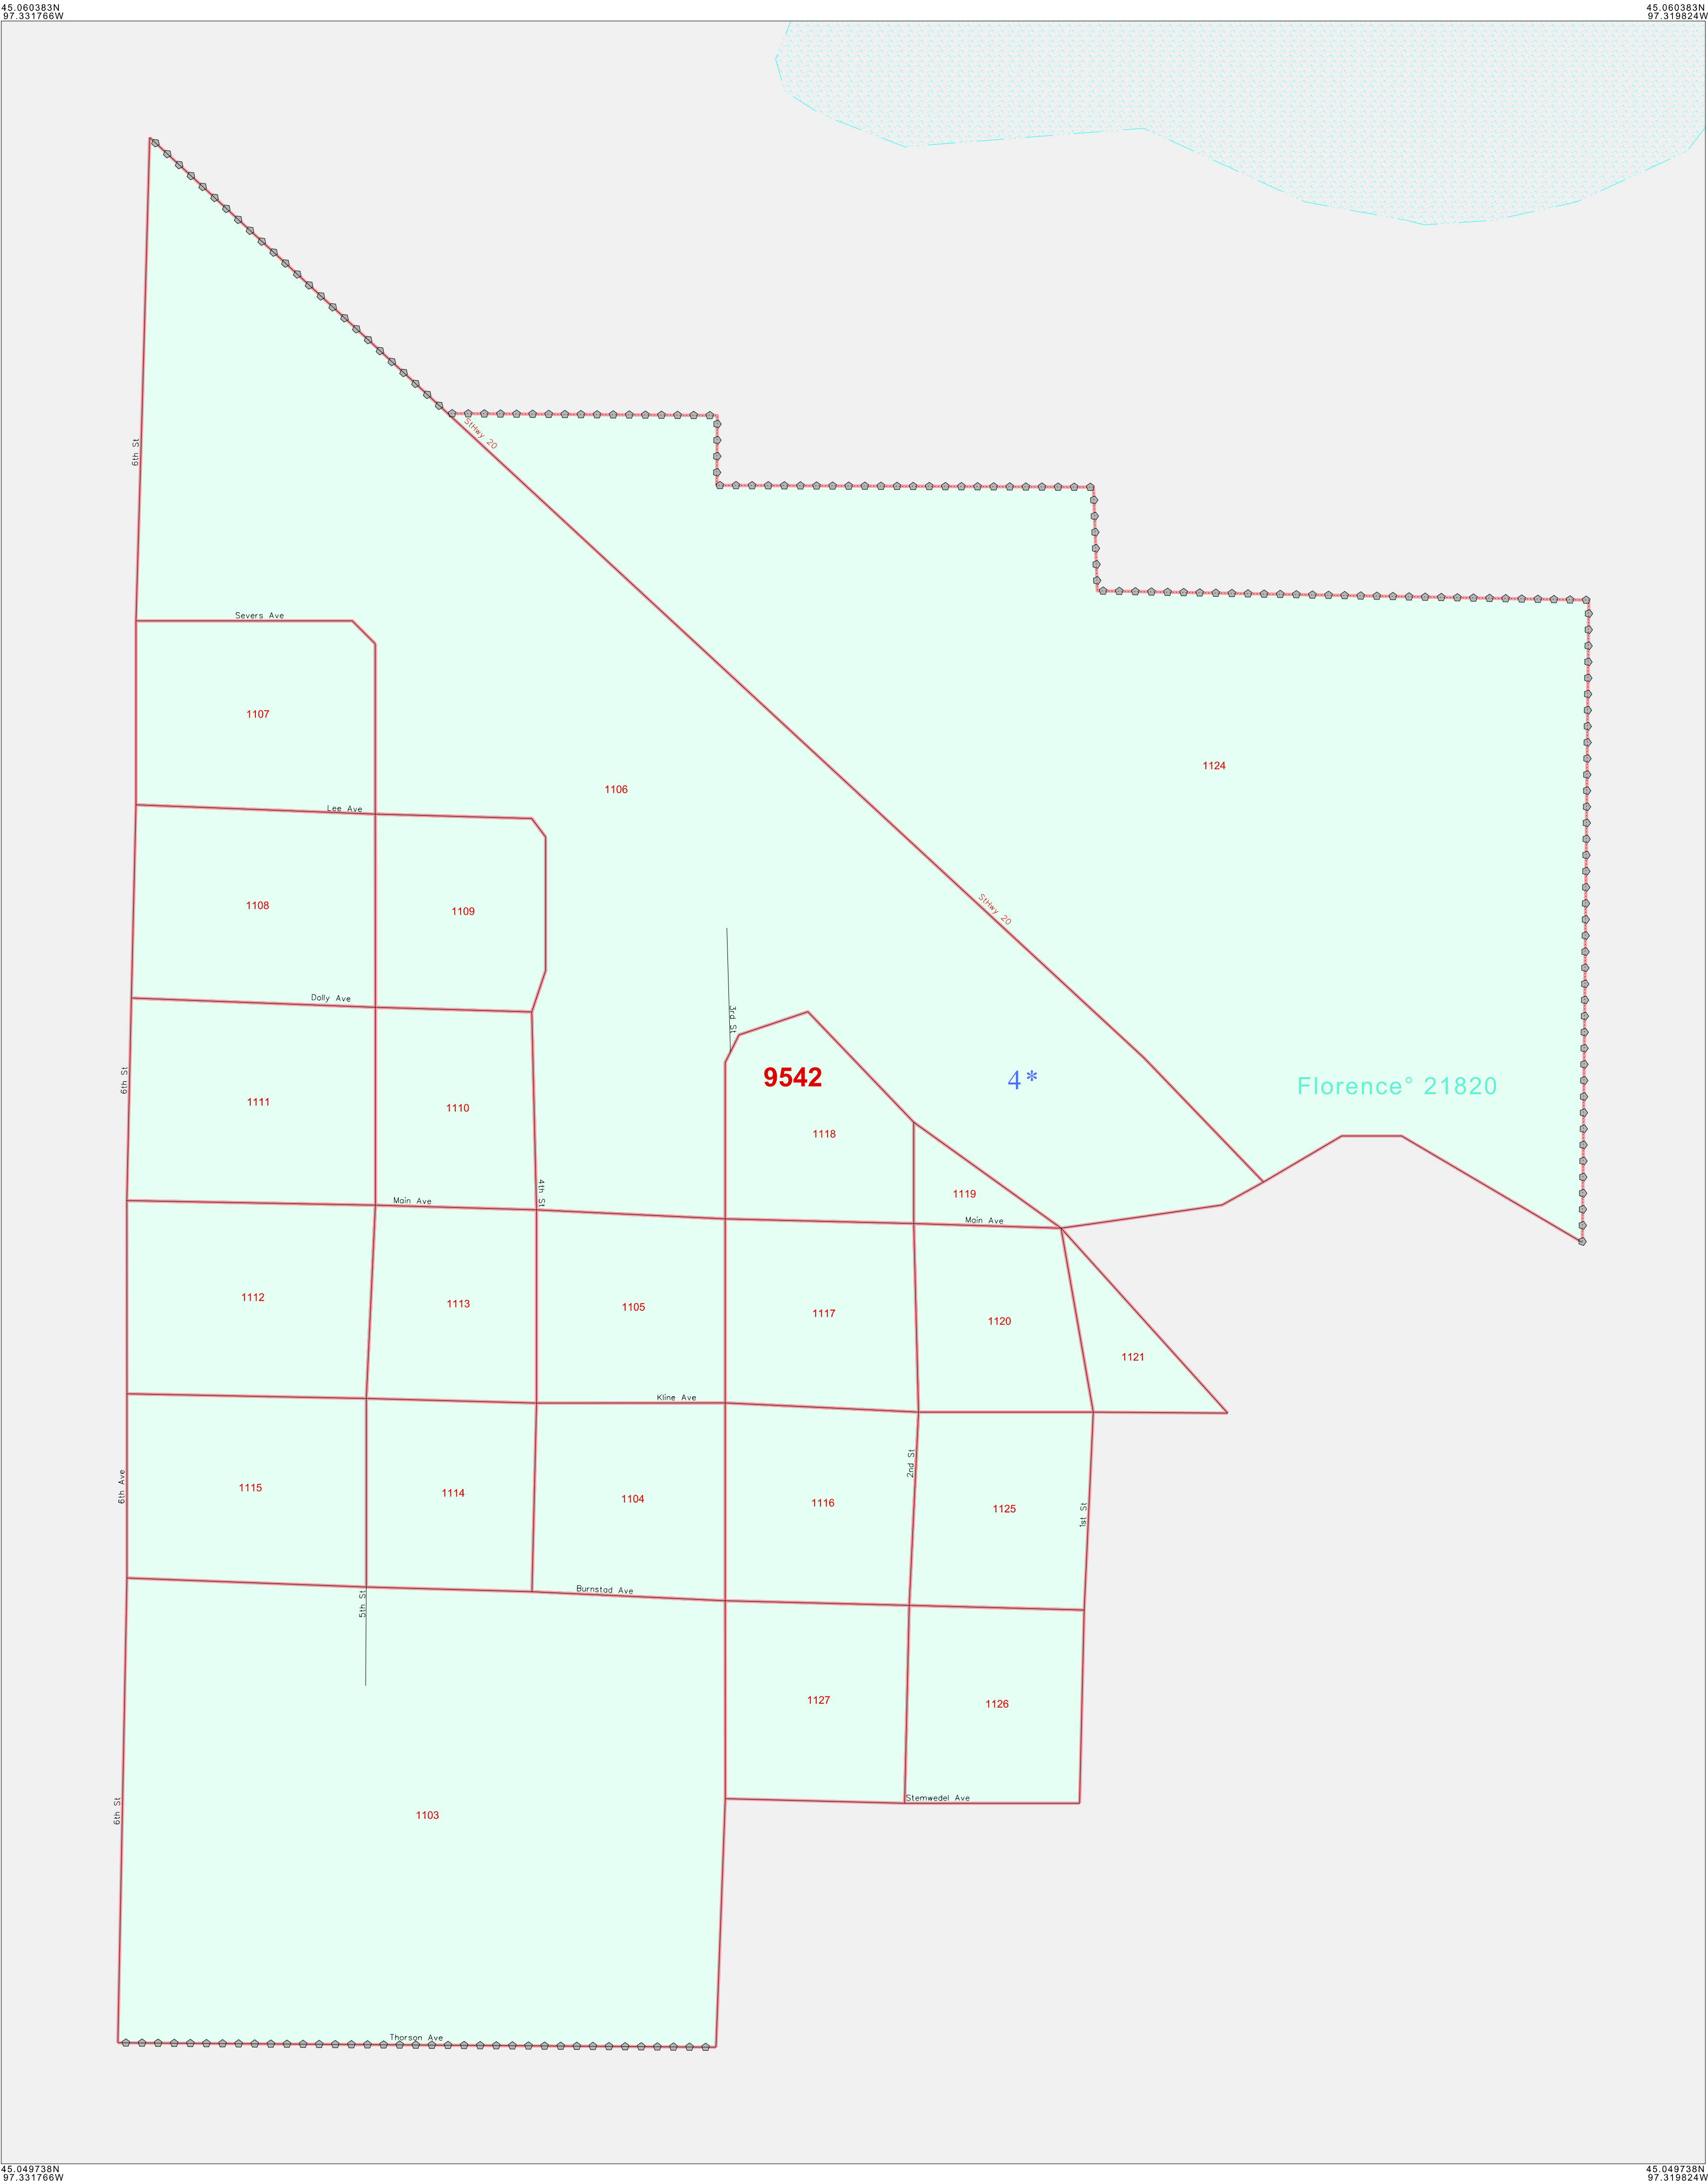 45.060383N
97.331766W
45.060383N
97.319824W
StHwy 20
6th St
Severs Ave
1107
1124
1106
Lee Ave
1108
1109
StHwy 20
Dolly Ave
3rd St
9542
4*
Florence° 21820
6th St
1111
1110
1118
4th St
1119
Main Ave
Main Ave
1112
1113
1105
1117
1120
1121
Kline Ave
2nd St
6th Ave
1115
1114
1104
1116
1125
1st St
Burnstad Ave
5th St
1127
1126
Stemwedel Ave
6th St
1103
Thorson Ave
45.049738N
97.331766W
45.049738N
97.319824W